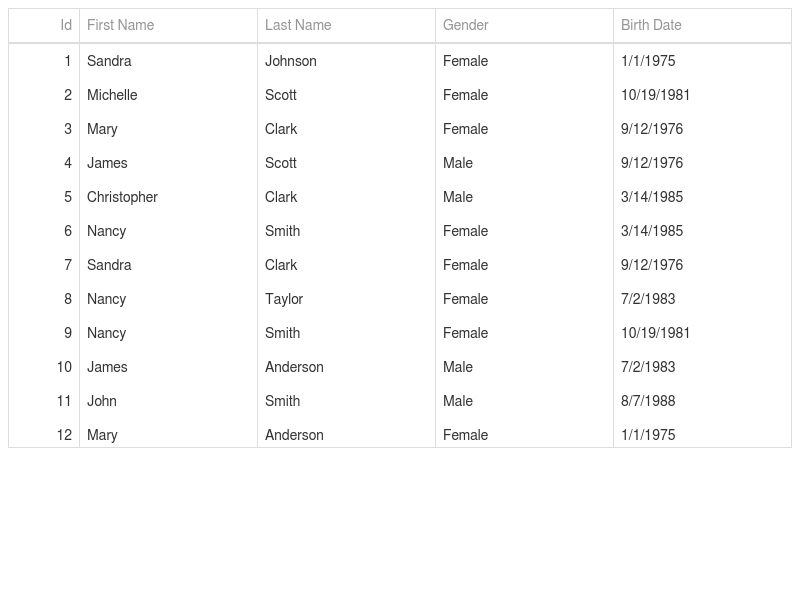 Id First Name Last Name Gender Birth Date
1 Sandra Johnson Female 1/1/1975
2 Michelle Scott Female 10/19/1981
3 Mary Clark Female 9/12/1976
4 James Scott Male 9/12/1976
5 Christopher Clark Male 3/14/1985
6 Nancy Smith Female 3/14/1985
7 Sandra Clark Female 9/12/1976
8 Nancy Taylor Female 7/2/1983
9 Nancy Smith Female 10/19/1981
10 James Anderson Male 7/2/1983
11 John Smith Male 8/7/1988
12 Mary Anderson Female 1/1/1975